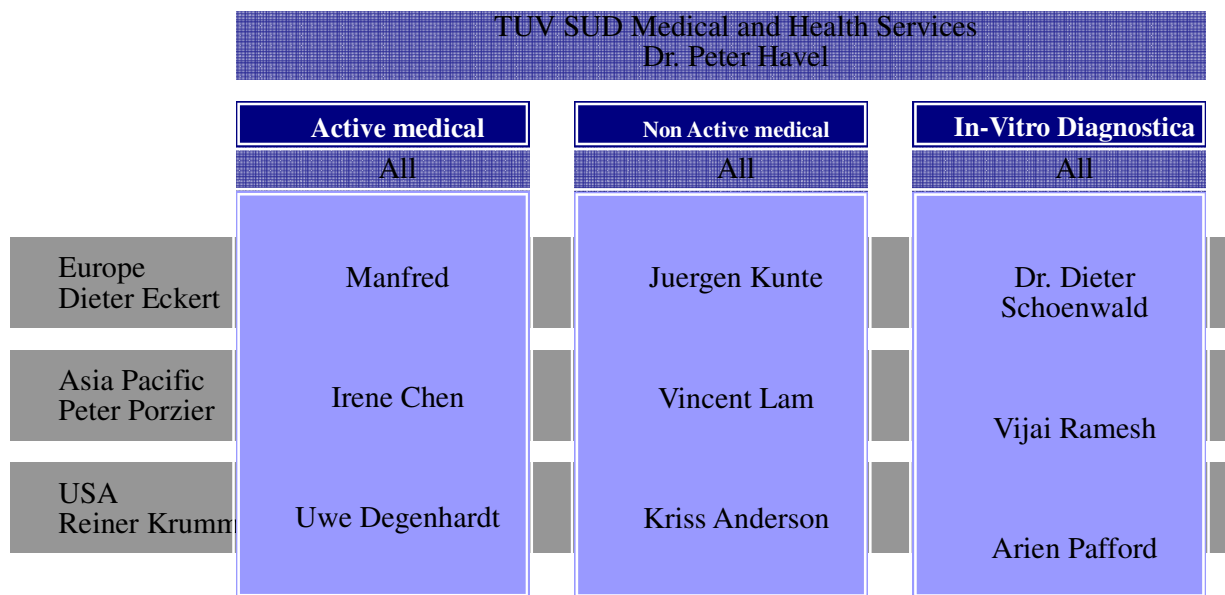 TUV SUD Medical and Health Services
Dr. Peter Havel
Active medical
Non Active medical
In-Vitro Diagnostica
All
All
All
Europe
Dieter Eckert
Manfred
Juergen Kunte
Dr. Dieter
Schoenwald
Asia Pacific
Peter Porzier
Irene Chen
Vincent Lam
Vijai Ramesh
USA
Reiner Krumm
Uwe Degenhardt
Kriss Anderson
Arien Pafford